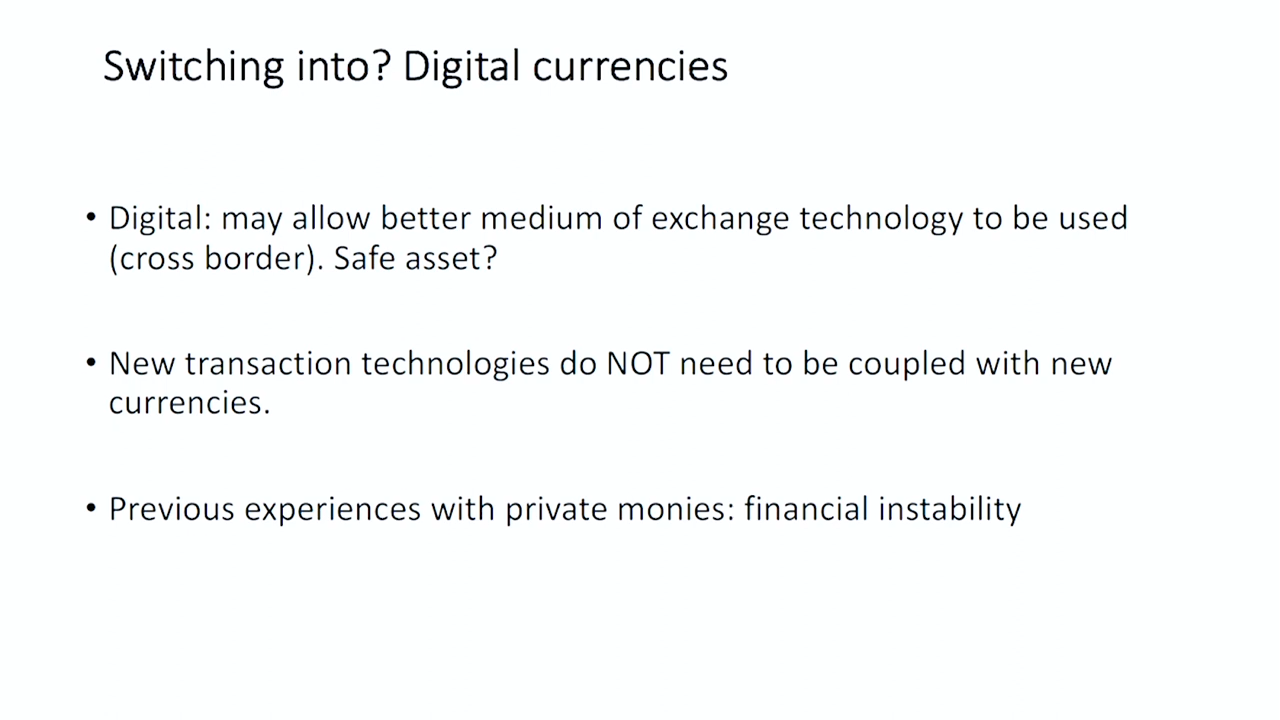 Switching into? Digital currencies
• Digital: may allow better medium of exchange technology to be used
(cross border). Safe asset?
• New transaction technologies do NOT need to be coupled with new
currencies.
• Previous experiences with private monies: financial instability